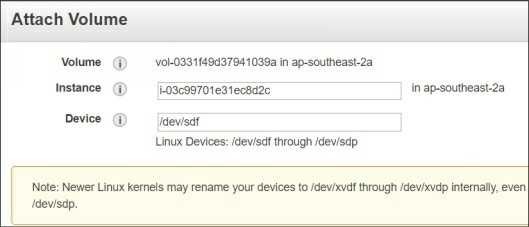 Attach Volume
Volume i vol-0331f49d37941039a in ap-southeast-2a
Instance i i-03c99701e31ec8d2c in ap-southeast-2a
Device i /dev/sdf
Linux Devices: /dev/sdf through /dev/sdp
Note: Newer Linux kernels may rename your devices to /dev/xvdf through /dev/xvdp internally, even
/dev/sdp.